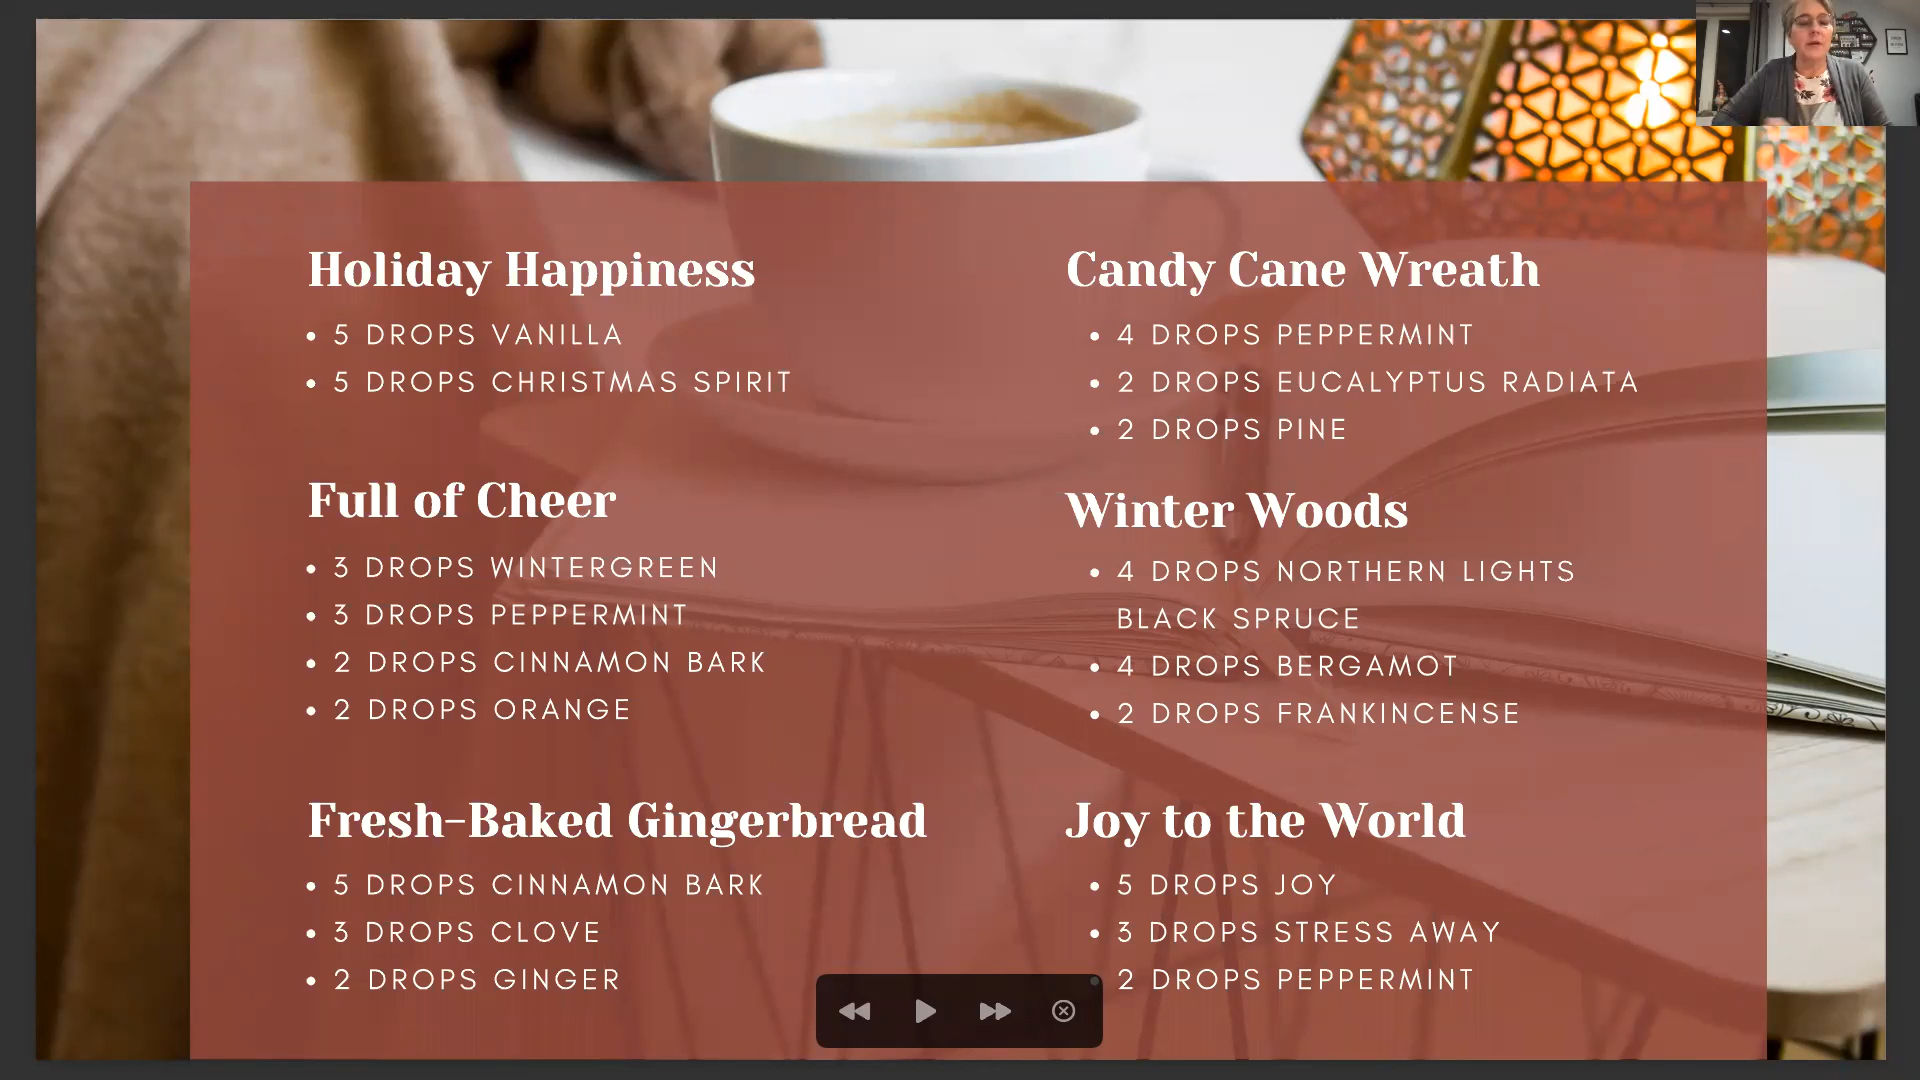 Holiday Happiness
• 5 DROPS VANILLA
• 5 DROPS CHRISTMAS SPIRIT
Full of Cheer
• 3 DROPS WINTERGREEN
• 3 DROPS PEPPERMINT
• 2 DROPS CINNAMON BARK
• 2 DROPS ORANGE
Fresh-Baked Gingerbread
• 5 DROPS CINNAMON BARK
• 3 DROPS CLOVE
• 2 DROPS GINGER
Candy Cane Wreath
• 4 DROPS PEPPERMINT
• 2 DROPS EUCALYPTUS RADIATA
• 2 DROPS PINE
Winter Woods
• 4 DROPS NORTHERN LIGHTS
BLACK SPRUCE
• 4 DROPS BERGAMOT
• 2 DROPS FRANKINCENSE
Joy to the World
• 5 DROPS JOY
• 3 DROPS STRESS AWAY
• 2 DROPS PEPPERMINT